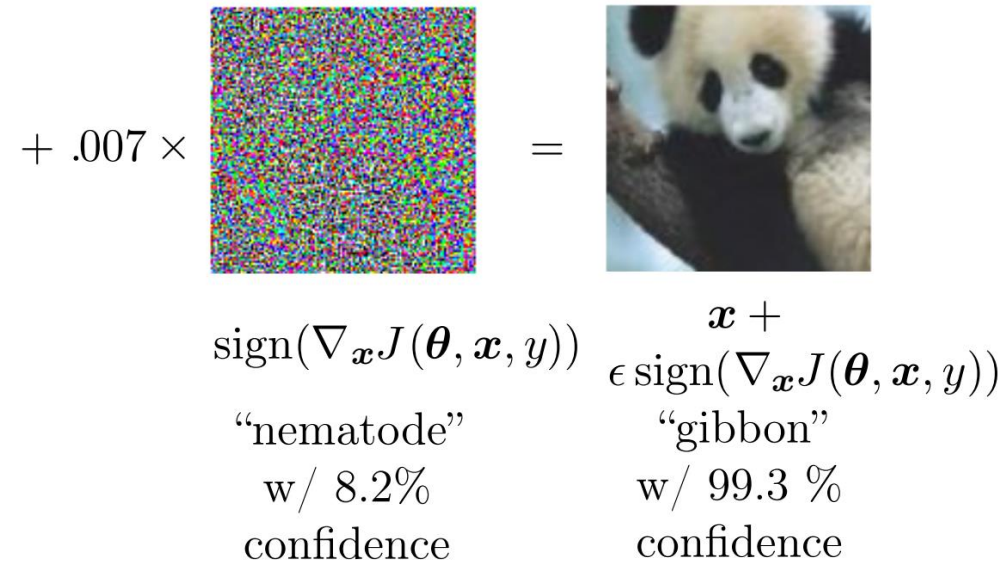 + .007 ×
=
sign(∇ₓJ(θ, x, y))
“nematode”
w/ 8.2%
confidence
x +
ϵ sign(∇ₓJ(θ, x, y))
“gibbon”
w/ 99.3 %
confidence